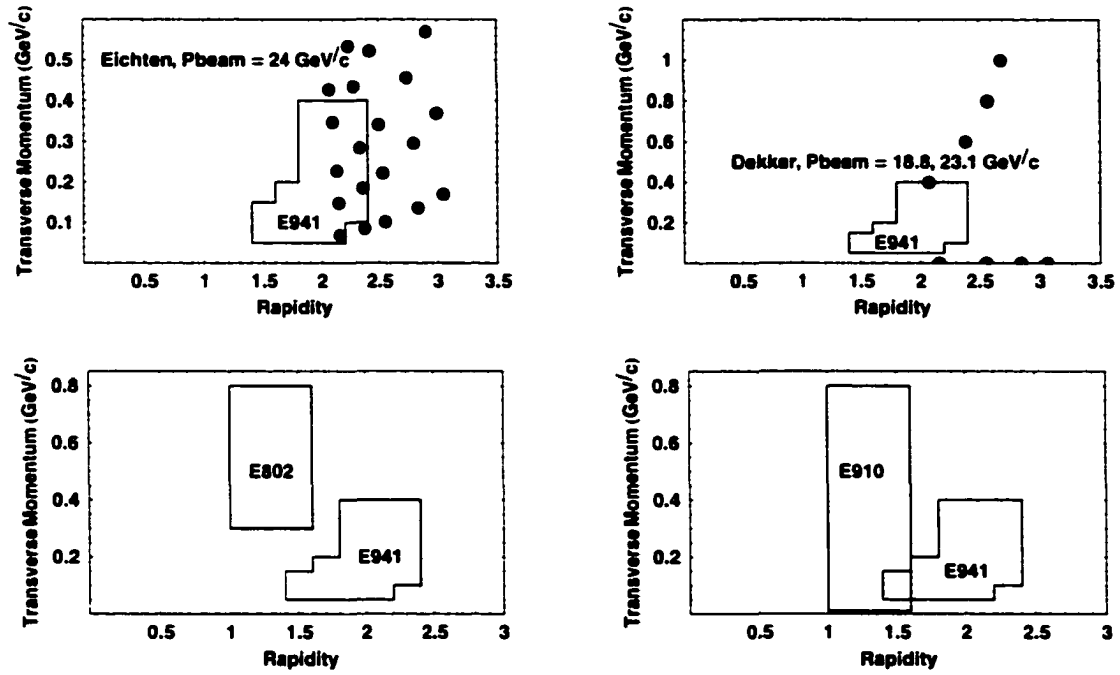 Transverse Momentum (GeV/c)
0.5
0.4
0.3
0.2
0.1
Eichten, Pbeam = 24 GeV/c
E941
0.5 1 1.5 2 2.5 3 3.5
Rapidity
Transverse Momentum (GeV/c)
1
0.8
0.6
0.4
0.2
Dekkar, Pbeam = 18.8, 23.1 GeV/c
E941
0.5 1 1.5 2 2.5 3 3.5
Rapidity
Transverse Momentum (GeV/c)
0.8
0.6
0.4
0.2
E802
E941
0.5 1 1.5 2 2.5 3
Rapidity
Transverse Momentum (GeV/c)
0.8
0.6
0.4
0.2
E910
E941
0.5 1 1.5 2 2.5 3
Rapidity